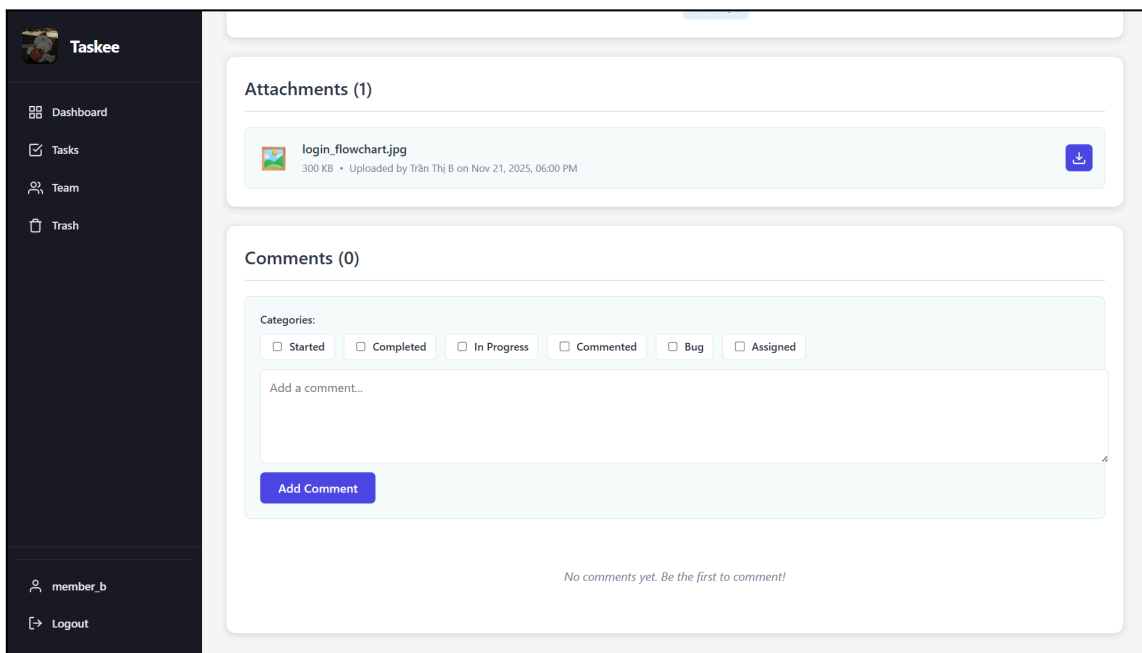 Taskee
Dashboard
Tasks
Team
Trash
member_b
Logout
Attachments (1)
login_flowchart.jpg
300 KB • Uploaded by Trần Thị B on Nov 21, 2025, 06:00 PM
Comments (0)
Categories:
Started Completed In Progress Commented Bug Assigned
Add a comment...
Add Comment
No comments yet. Be the first to comment!